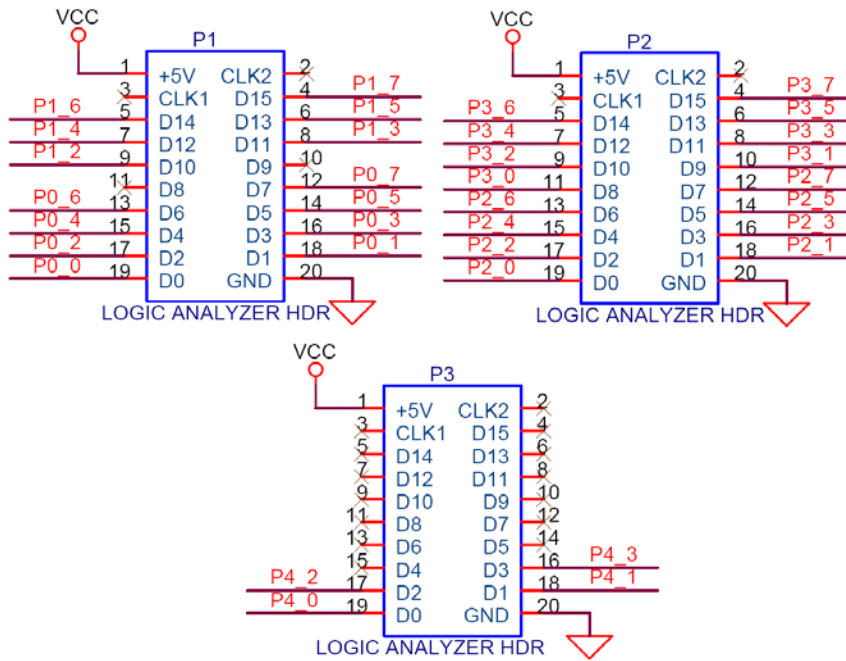 VCC
P1
1 +5V CLK2 2
3 CLK1 D15 4 P1_7
P1_6 5 D14 D13 6 P1_5
P1_4 7 D12 D11 8 P1_3
P1_2 9 D10 D9 10
11 D8 D7 12 P0_7
P0_6 13 D6 D5 14 P0_5
P0_4 15 D4 D3 16 P0_3
P0_2 17 D2 D1 18 P0_1
P0_0 19 D0 GND 20
LOGIC ANALYZER HDR
VCC
P2
1 +5V CLK2 2
3 CLK1 D15 4 P3_7
P3_6 5 D14 D13 6 P3_5
P3_4 7 D12 D11 8 P3_3
P3_2 9 D10 D9 10 P3_1
P3_0 11 D8 D7 12 P2_7
P2_6 13 D6 D5 14 P2_5
P2_4 15 D4 D3 16 P2_3
P2_2 17 D2 D1 18 P2_1
P2_0 19 D0 GND 20
LOGIC ANALYZER HDR
VCC
P3
1 +5V CLK2 2
3 CLK1 D15 4
5 D14 D13 6
7 D12 D11 8
9 D10 D9 10
11 D8 D7 12
13 D6 D5 14
15 D4 D3 16 P4_3
P4_2 17 D2 D1 18 P4_1
P4_0 19 D0 GND 20
LOGIC ANALYZER HDR